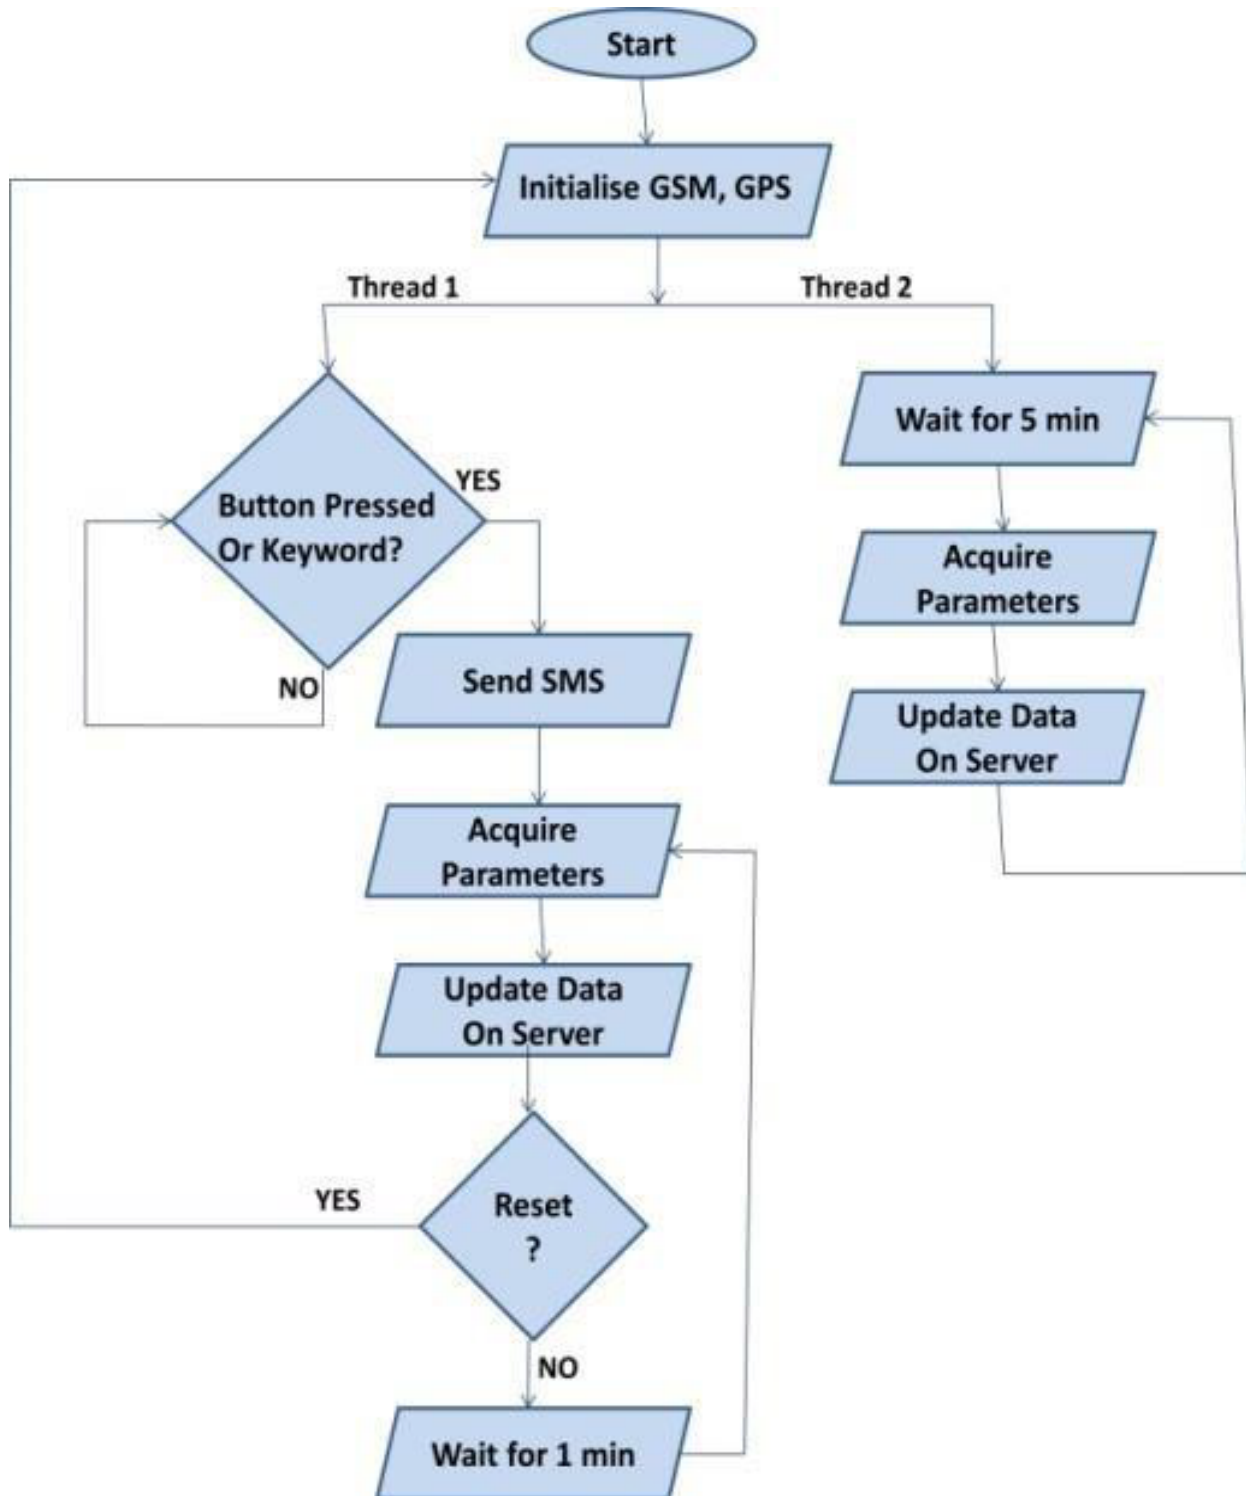 Start
Initialise GSM, GPS
Thread 1
Thread 2
Button Pressed
Or Keyword?
YES
NO
Send SMS
Acquire
Parameters
Update Data
On Server
Reset
?
YES
NO
Wait for 1 min
Wait for 5 min
Acquire
Parameters
Update Data
On Server